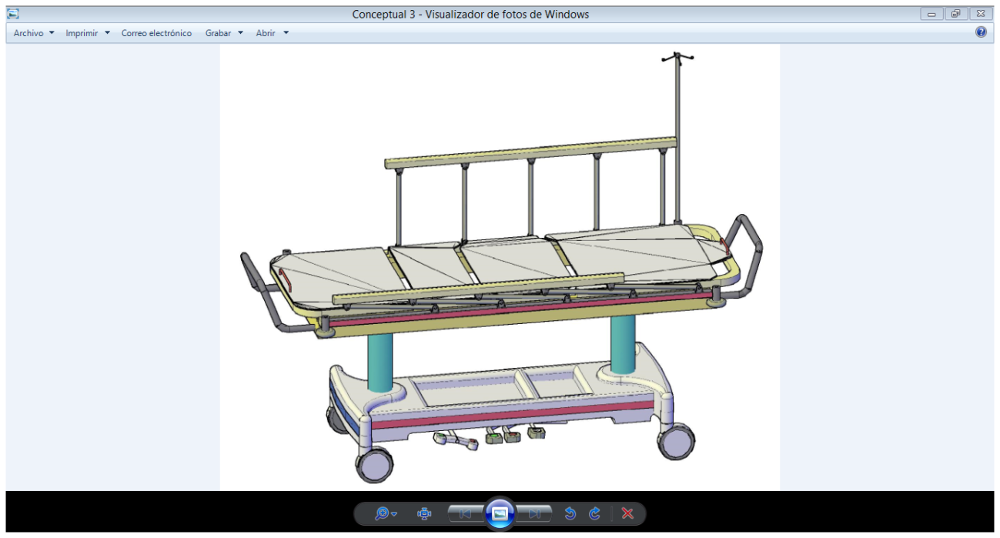 Conceptual 3 - Visualizador de fotos de Windows
Archivo Imprimir Correo electrónico Grabar Abrir